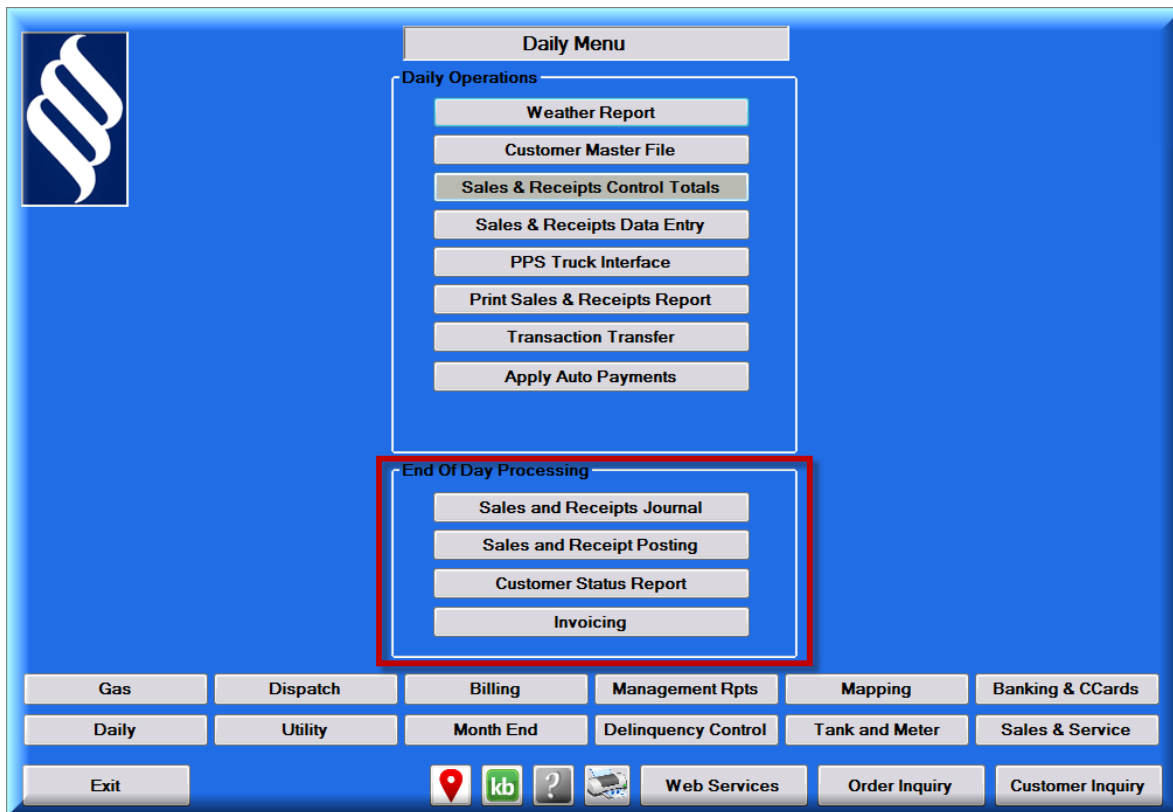 Daily Menu
Daily Operations
Weather Report
Customer Master File
Sales & Receipts Control Totals
Sales & Receipts Data Entry
PPS Truck Interface
Print Sales & Receipts Report
Transaction Transfer
Apply Auto Payments
End Of Day Processing
Sales and Receipts Journal
Sales and Receipt Posting
Customer Status Report
Invoicing
Gas Dispatch Billing Management Rpts Mapping Banking & CCards
Daily Utility Month End Delinquency Control Tank and Meter Sales & Service
Exit kb ? Web Services Order Inquiry Customer Inquiry